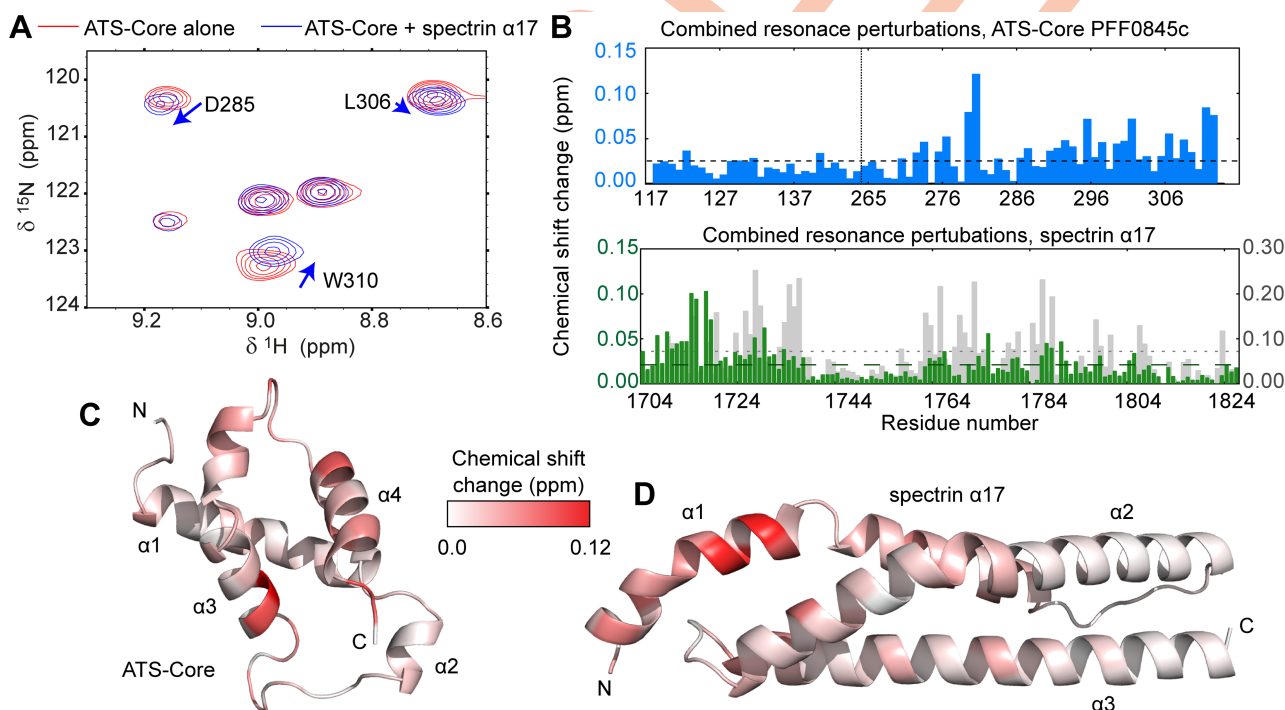 A
ATS-Core alone
ATS-Core + spectrin α17
120
121
122
123
124
δ ¹⁵N (ppm)
D285
L306
W310
9.2
9.0
8.8
8.6
δ ¹H (ppm)
B
Combined resonace perturbations, ATS-Core PFF0845c
0.15
0.10
0.05
0.00
117
127
137
265
276
286
296
306
Chemical shift change (ppm)
Combined resonance pertubations, spectrin α17
0.15
0.10
0.05
0.00
0.30
0.20
0.10
0.00
1704
1724
1744
1764
1784
1804
1824
Residue number
C
N
α1
α3
α4
C
α2
ATS-Core
Chemical shift
change (ppm)
0.0
0.12
D
spectrin α17
α1
α2
N
C
α3